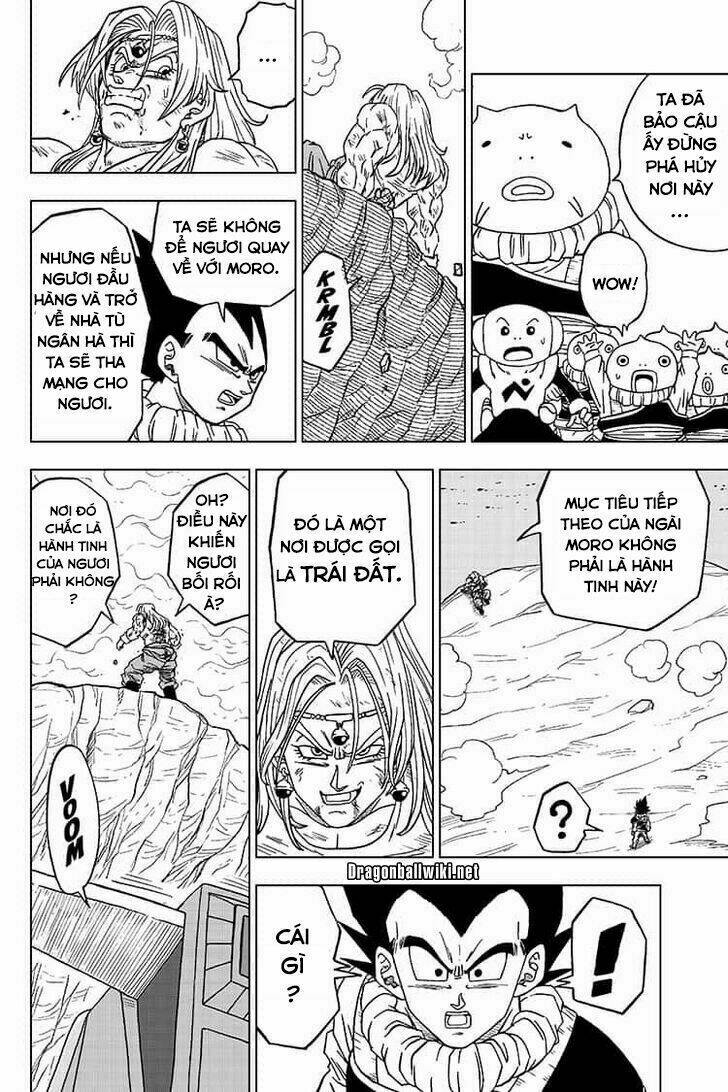 TA ĐÃ
BẢO CẬU
ẤY ĐỪNG
PHÁ HỦY
NƠI NÀY
...
WOW!
KRMBL
...
TA SẼ KHÔNG
ĐỂ NGƯƠI QUAY
VỀ VỚI MORO.
NHƯNG NẾU
NGƯƠI ĐẦU
HÀNG VÀ TRỞ
VỀ NHÀ TÙ
NGÂN HÀ THÌ
TA SẼ THA
MẠNG CHO
NGƯƠI.
MỤC TIÊU TIẾP
THEO CỦA NGÀI
MORO KHÔNG
PHẢI LÀ HÀNH
TINH NÀY!
?
ĐÓ LÀ MỘT
NƠI ĐƯỢC GỌI
LÀ TRÁI ĐẤT.
OH?
ĐIỀU NÀY
KHIẾN
NGƯƠI
BỐI RỐI
À?
NƠI ĐÓ
CHẮC LÀ
HÀNH TINH
CỦA NGƯƠI
PHẢI KHÔNG
?
VOOM
Dragonballwiki.net
!
CÁI
GÌ
?